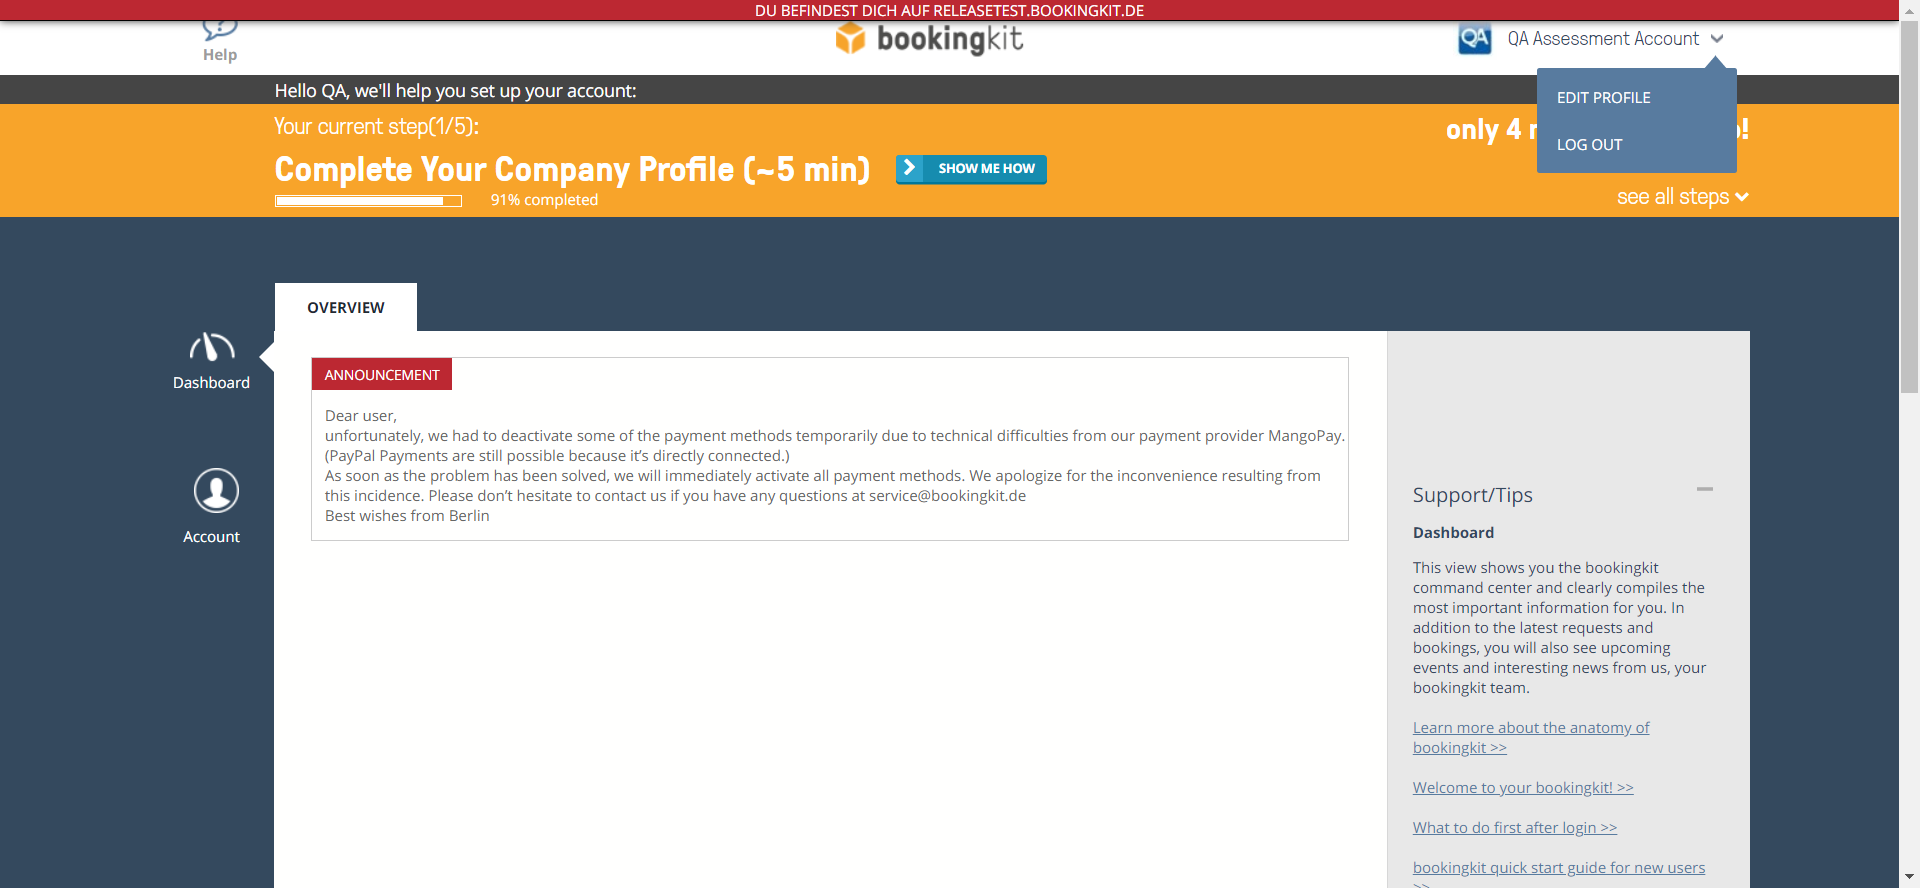 DU BEFINDEST DICH AUF RELEASETEST.BOOKINGKIT.DE
Help
bookingkit
QA
QA Assessment Account
EDIT PROFILE
LOG OUT
Hello QA, we'll help you set up your account:
Your current step(1/5):
only 4
Complete Your Company Profile (~5 min)
SHOW ME HOW
91% completed
see all steps
OVERVIEW
Dashboard
Account
ANNOUNCEMENT
Dear user,
unfortunately, we had to deactivate some of the payment methods temporarily due to technical difficulties from our payment provider MangoPay.
(PayPal Payments are still possible because it’s directly connected.)
As soon as the problem has been solved, we will immediately activate all payment methods. We apologize for the inconvenience resulting from
this incidence. Please don’t hesitate to contact us if you have any questions at service@bookingkit.de
Best wishes from Berlin
Support/Tips
Dashboard
This view shows you the bookingkit
command center and clearly compiles the
most important information for you. In
addition to the latest requests and
bookings, you will also see upcoming
events and interesting news from us, your
bookingkit team.
Learn more about the anatomy of
bookingkit >>
Welcome to your bookingkit! >>
What to do first after login >>
bookingkit quick start guide for new users
>>